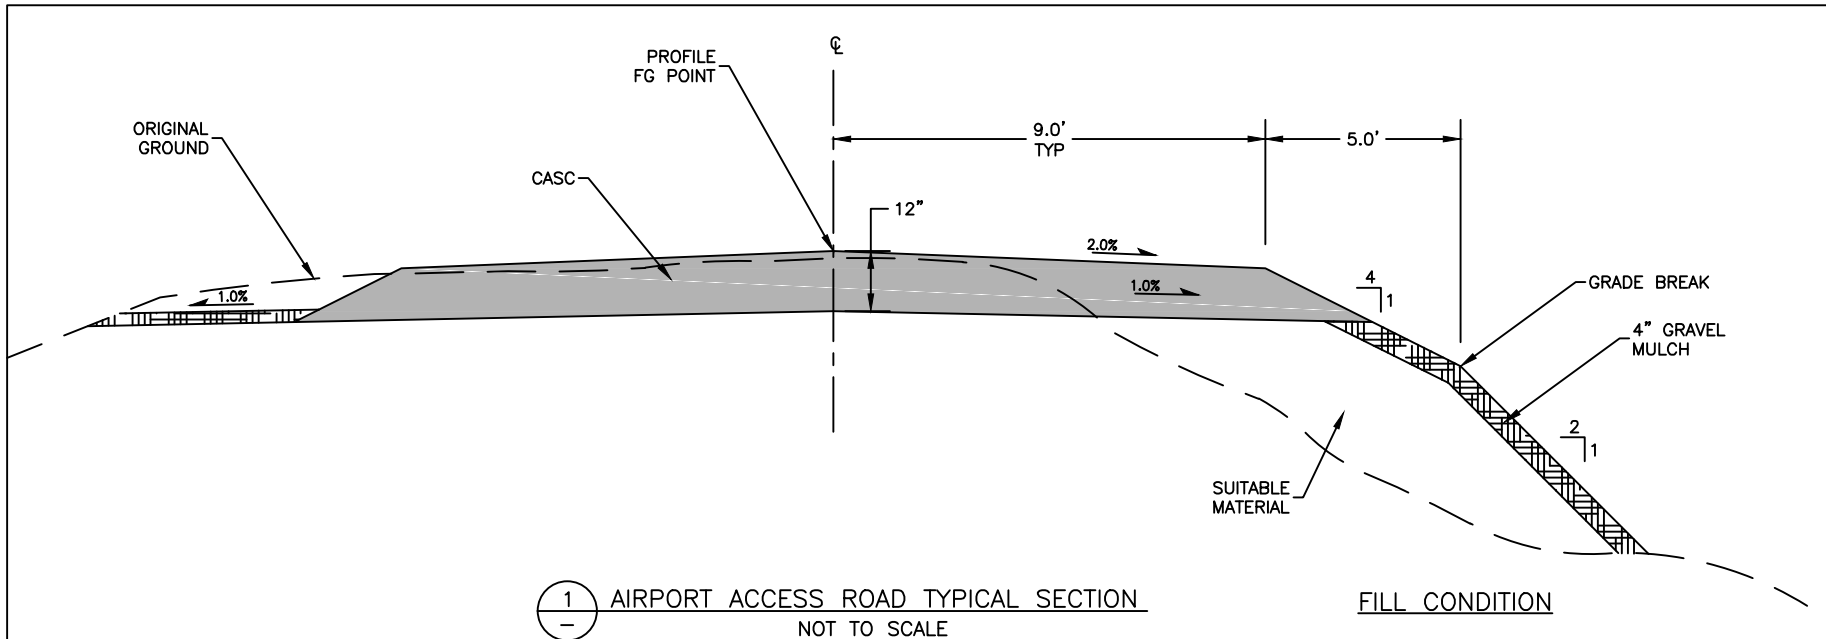 ℄
PROFILE
FG POINT
ORIGINAL
GROUND
9.0'
TYP
5.0'
CASC
12"
2.0%
1.0%
1.0%
4
1
GRADE BREAK
4" GRAVEL
MULCH
2
1
SUITABLE
MATERIAL
1
–
AIRPORT ACCESS ROAD TYPICAL SECTION
NOT TO SCALE
FILL CONDITION